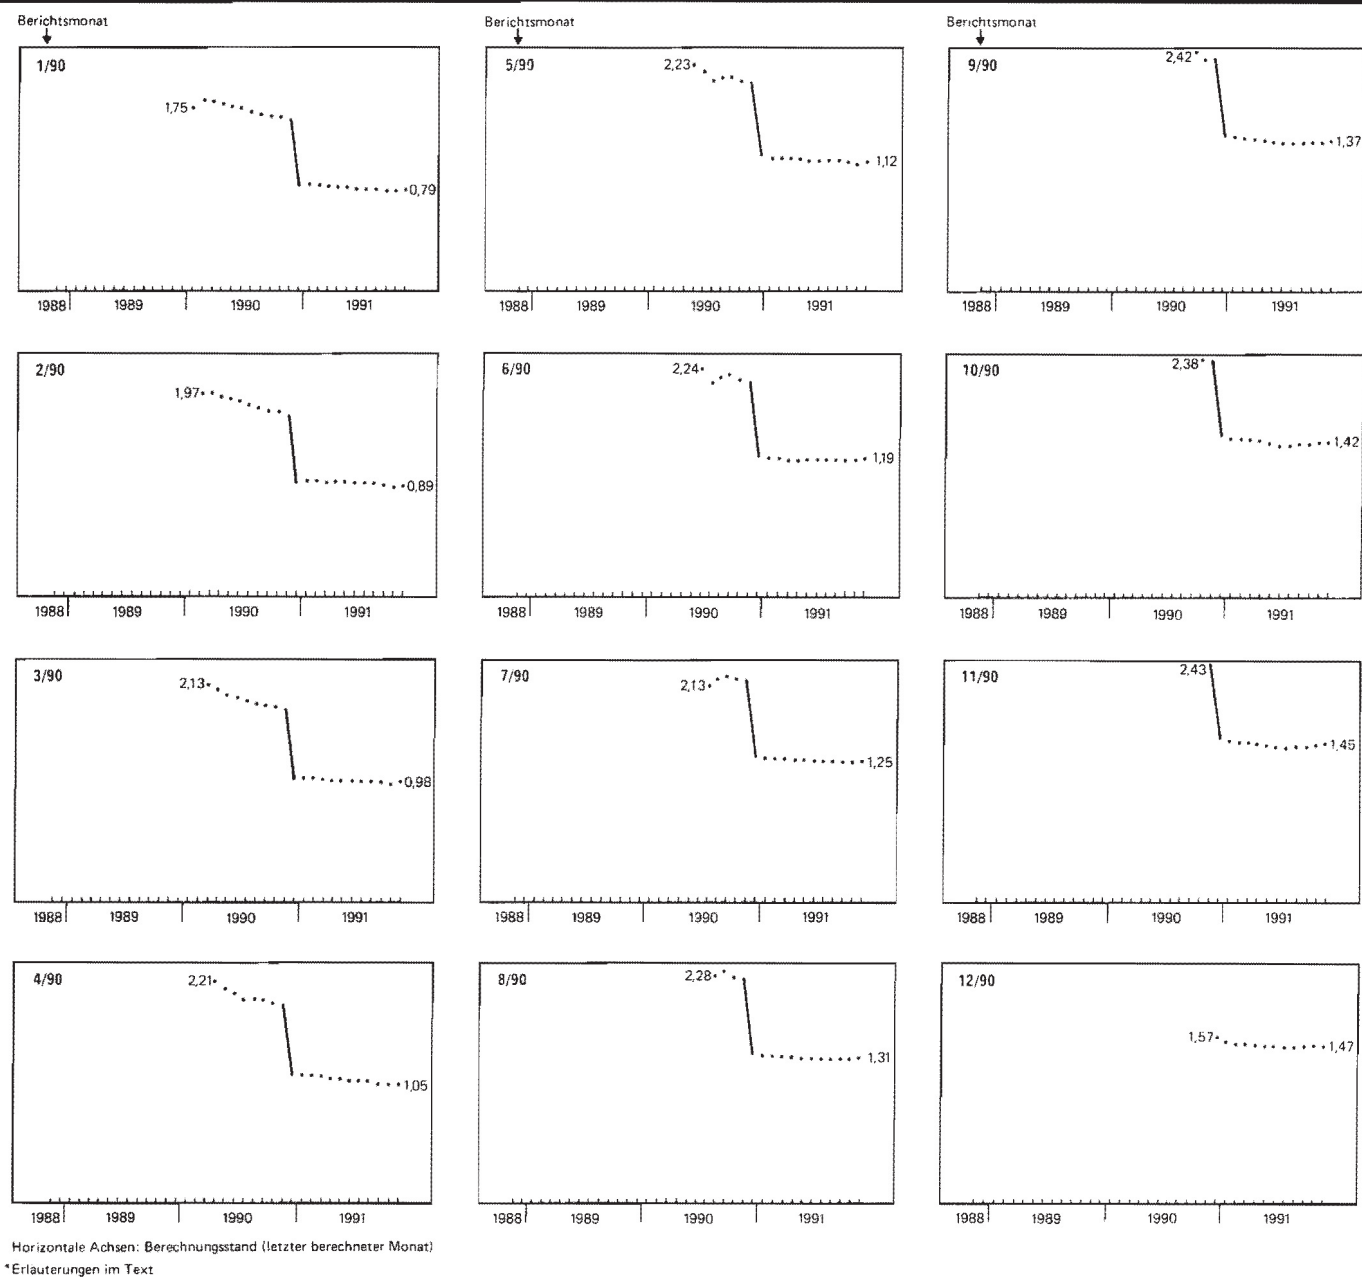 Berichtsmonat
1/90
1,75
0,79
1988 1989 1990 1991
2/90
1,97
0,89
1988 1989 1990 1991
3/90
2,13
0,98
1988 1989 1990 1991
4/90
2,21
1,05
1988 1989 1990 1991
Berichtsmonat
5/90
2,23
1,12
1988 1989 1990 1991
6/90
2,24
1,19
1988 1989 1990 1991
7/90
2,13
1,25
1988 1989 1990 1991
8/90
2,28
1,31
1988 1989 1990 1991
Berichtsmonat
9/90
2,42
1,37
1988 1989 1990 1991
10/90
2,38
1,42
1988 1989 1990 1991
11/90
2,43
1,45
1988 1989 1990 1991
12/90
1,57
1,47
1988 1989 1990 1991
Horizontale Achsen: Berechnungsstand (letzter berechneter Monat)
*Erlauterungen im Text